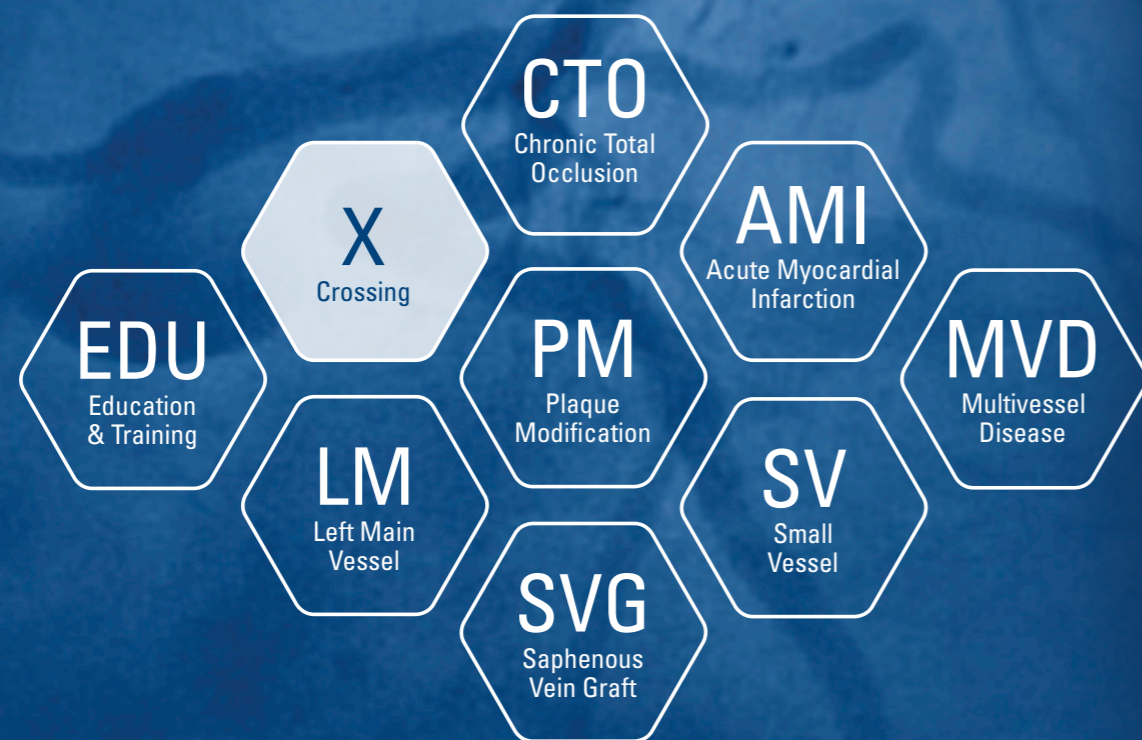 CTO
Chronic Total
Occlusion
X
Crossing
AMI
Acute Myocardial
Infarction
EDU
Education
& Training
PM
Plaque
Modification
MVD
Multivessel
Disease
LM
Left Main
Vessel
SV
Small
Vessel
SVG
Saphenous
Vein Graft